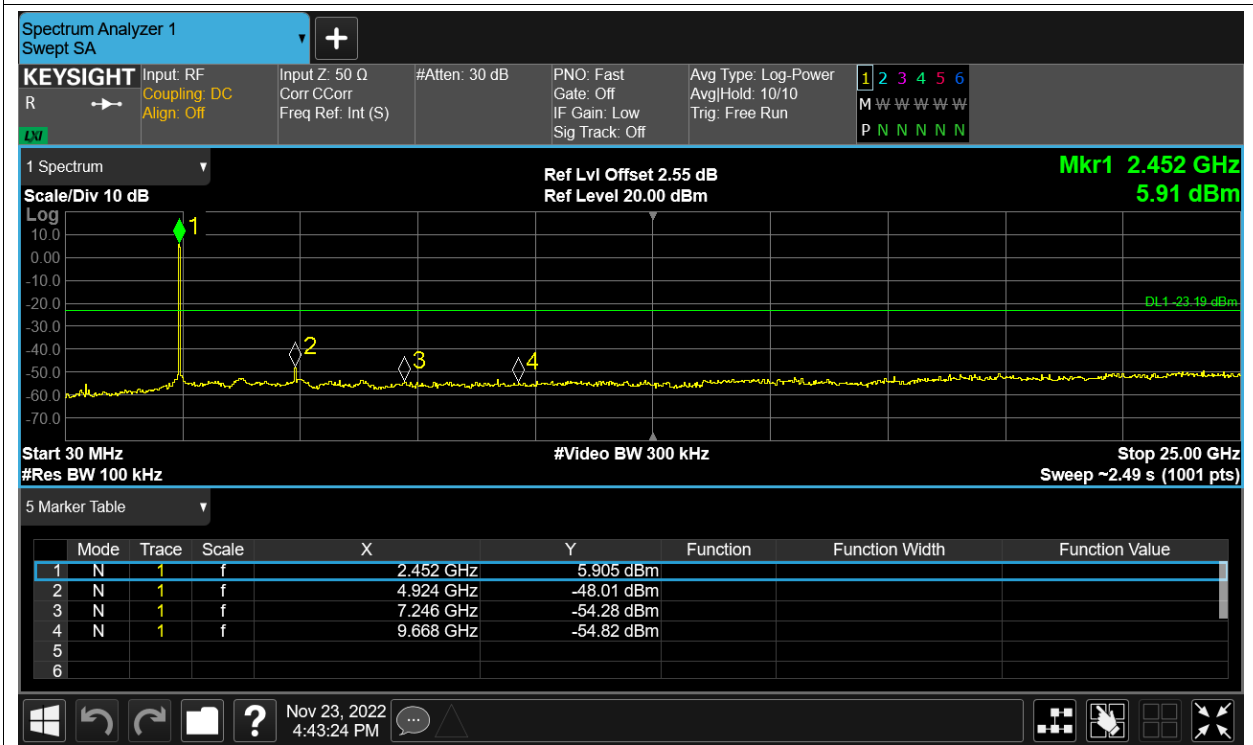 Spectrum Analyzer 1
Swept SA
+
KEYSIGHT
R
LXI
Input: RF
Coupling: DC
Align: Off
Input Z: 50 Ω
Corr CCorr
Freq Ref: Int (S)
#Atten: 30 dB
PNO: Fast
Gate: Off
IF Gain: Low
Sig Track: Off
Avg Type: Log-Power
Avg|Hold: 10/10
Trig: Free Run
1 2 3 4 5 6
M W W W W W
P N N N N N
1 Spectrum
Scale/Div 10 dB
Ref Lvl Offset 2.55 dB
Ref Level 20.00 dBm
Mkr1 2.452 GHz
5.91 dBm
Log
10.0
0.00
-10.0
-20.0
-30.0
-40.0
-50.0
-60.0
-70.0
1
2
3
4
DL1 -23.19 dBm
Start 30 MHz
#Video BW 300 kHz
Stop 25.00 GHz
#Res BW 100 kHz
Sweep ~2.49 s (1001 pts)
5 Marker Table
Mode Trace Scale X Y Function Function Width Function Value
1 N 1 f 2.452 GHz 5.905 dBm
2 N 1 f 4.924 GHz -48.01 dBm
3 N 1 f 7.246 GHz -54.28 dBm
4 N 1 f 9.668 GHz -54.82 dBm
5
6
?
Nov 23, 2022
4:43:24 PM